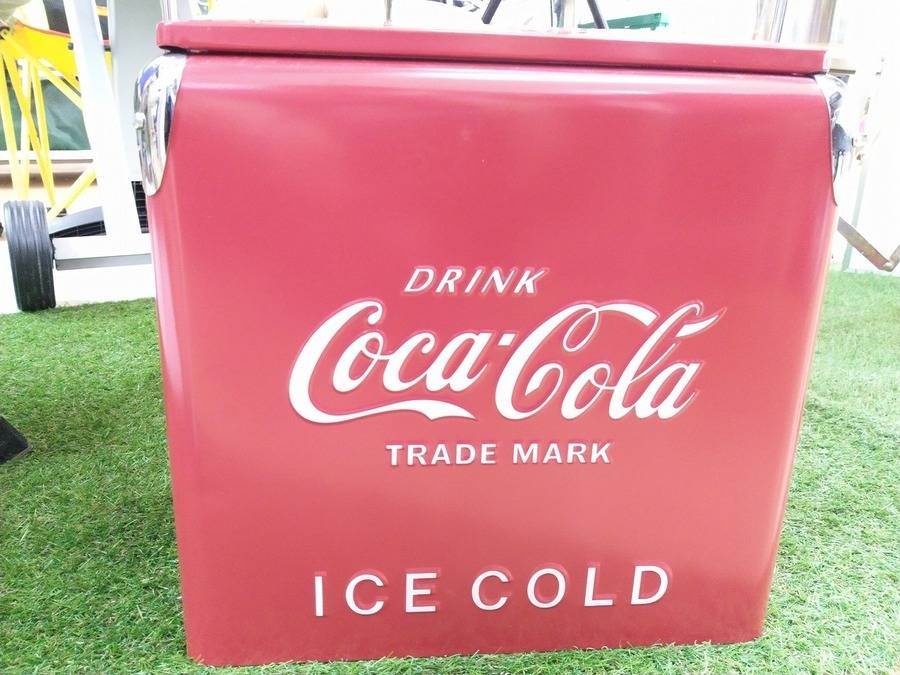 DRINK
Coca-Cola
TRADE MARK
ICE COLD